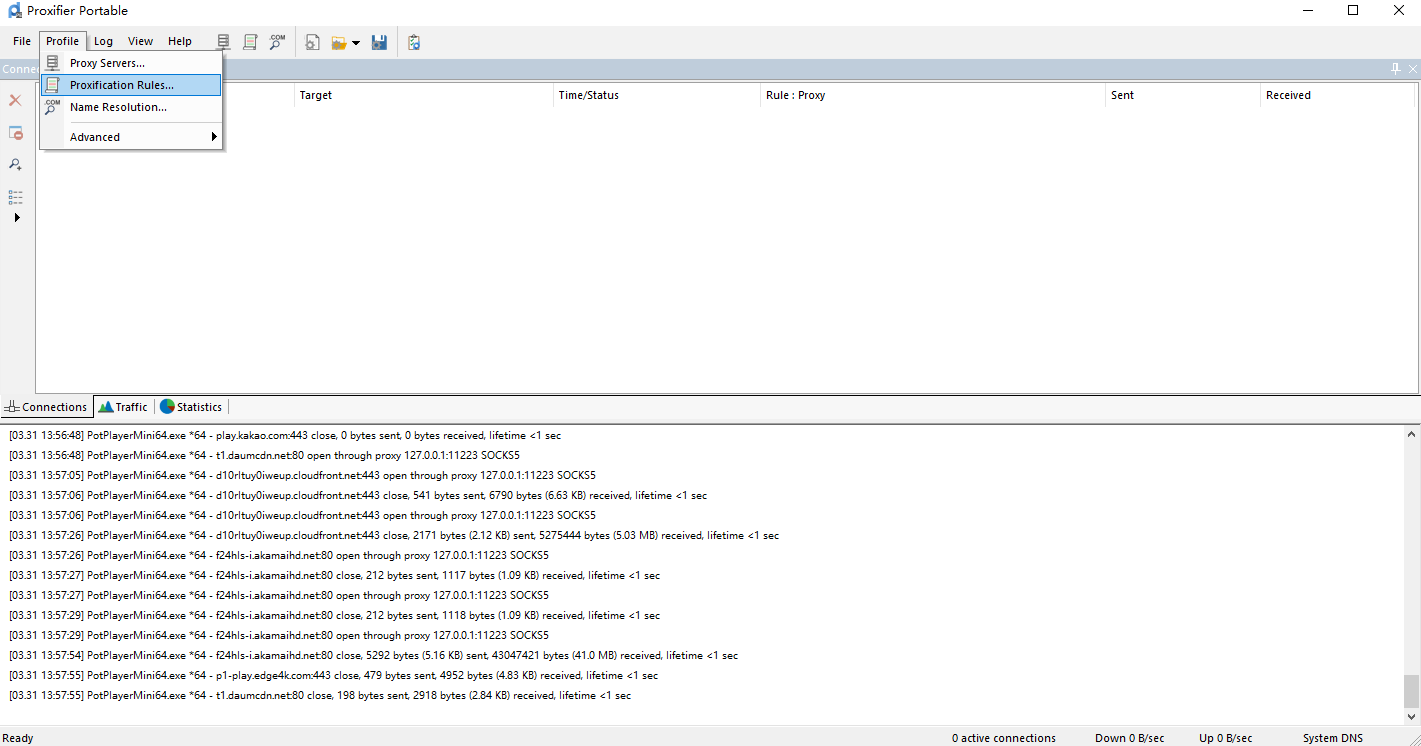 Proxifier Portable
File Profile Log View Help .COM
Proxy Servers...
Proxification Rules...
.COM Name Resolution...
Advanced
Conne
Target Time/Status Rule : Proxy Sent Received
Connections Traffic Statistics
[03.31 13:56:48] PotPlayerMini64.exe *64 - play.kakao.com:443 close, 0 bytes sent, 0 bytes received, lifetime <1 sec
[03.31 13:56:48] PotPlayerMini64.exe *64 - t1.daumcdn.net:80 open through proxy 127.0.0.1:11223 SOCKS5
[03.31 13:57:05] PotPlayerMini64.exe *64 - d10rltuy0iweup.cloudfront.net:443 open through proxy 127.0.0.1:11223 SOCKS5
[03.31 13:57:06] PotPlayerMini64.exe *64 - d10rltuy0iweup.cloudfront.net:443 close, 541 bytes sent, 6790 bytes (6.63 KB) received, lifetime <1 sec
[03.31 13:57:06] PotPlayerMini64.exe *64 - d10rltuy0iweup.cloudfront.net:443 open through proxy 127.0.0.1:11223 SOCKS5
[03.31 13:57:26] PotPlayerMini64.exe *64 - d10rltuy0iweup.cloudfront.net:443 close, 2171 bytes (2.12 KB) sent, 5275444 bytes (5.03 MB) received, lifetime <1 sec
[03.31 13:57:26] PotPlayerMini64.exe *64 - f24hls-i.akamaihd.net:80 open through proxy 127.0.0.1:11223 SOCKS5
[03.31 13:57:27] PotPlayerMini64.exe *64 - f24hls-i.akamaihd.net:80 close, 212 bytes sent, 1117 bytes (1.09 KB) received, lifetime <1 sec
[03.31 13:57:27] PotPlayerMini64.exe *64 - f24hls-i.akamaihd.net:80 open through proxy 127.0.0.1:11223 SOCKS5
[03.31 13:57:29] PotPlayerMini64.exe *64 - f24hls-i.akamaihd.net:80 close, 212 bytes sent, 1118 bytes (1.09 KB) received, lifetime <1 sec
[03.31 13:57:29] PotPlayerMini64.exe *64 - f24hls-i.akamaihd.net:80 open through proxy 127.0.0.1:11223 SOCKS5
[03.31 13:57:54] PotPlayerMini64.exe *64 - f24hls-i.akamaihd.net:80 close, 5292 bytes (5.16 KB) sent, 43047421 bytes (41.0 MB) received, lifetime <1 sec
[03.31 13:57:55] PotPlayerMini64.exe *64 - p1-play.edge4k.com:443 close, 479 bytes sent, 4952 bytes (4.83 KB) received, lifetime <1 sec
[03.31 13:57:55] PotPlayerMini64.exe *64 - t1.daumcdn.net:80 close, 198 bytes sent, 2918 bytes (2.84 KB) received, lifetime <1 sec
Ready 0 active connections Down 0 B/sec Up 0 B/sec System DNS